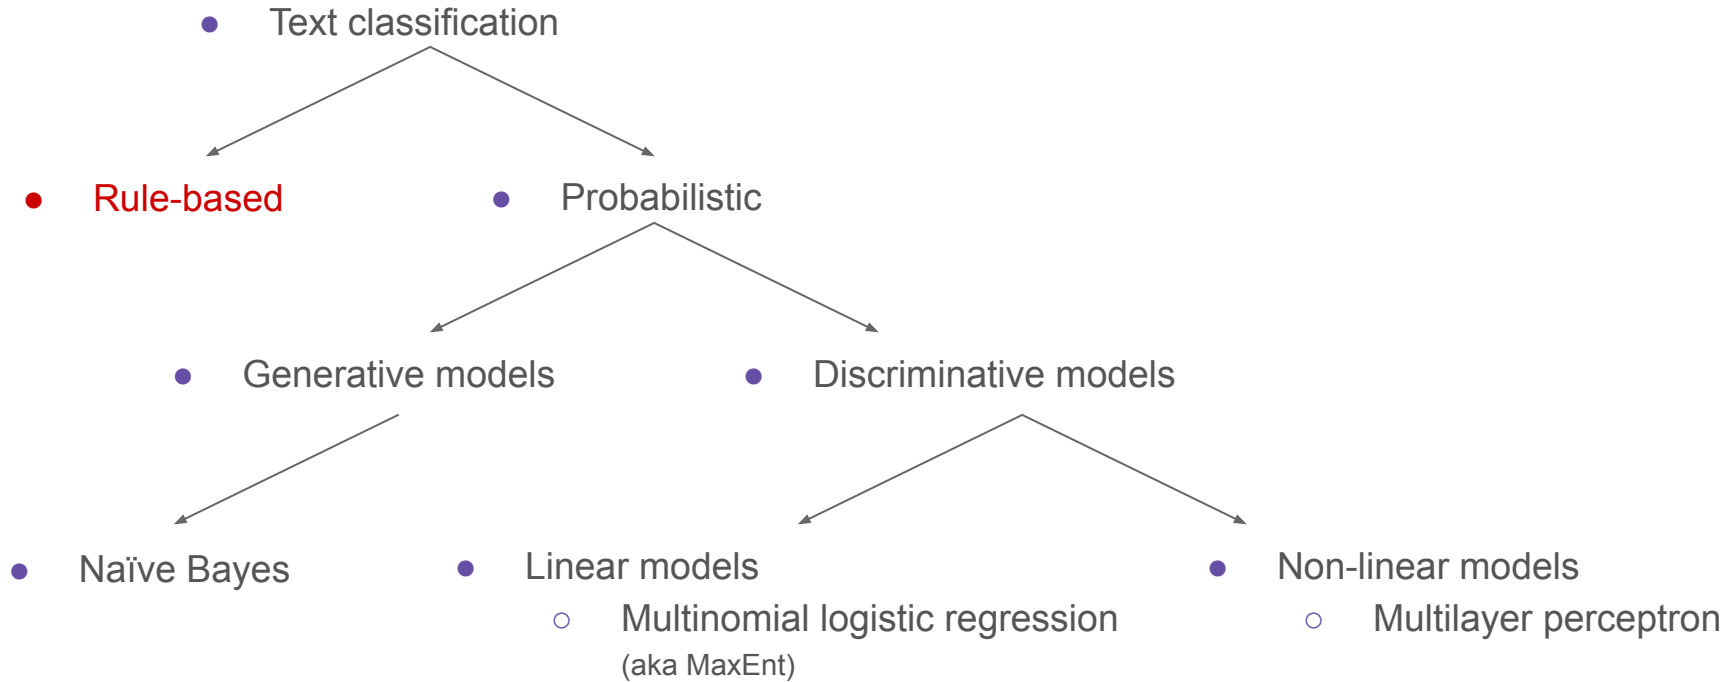 Text classification
Rule-based
Probabilistic
Generative models
Discriminative models
Naïve Bayes
Linear models
Multinomial logistic regression
(aka MaxEnt)
Non-linear models
Multilayer perceptron